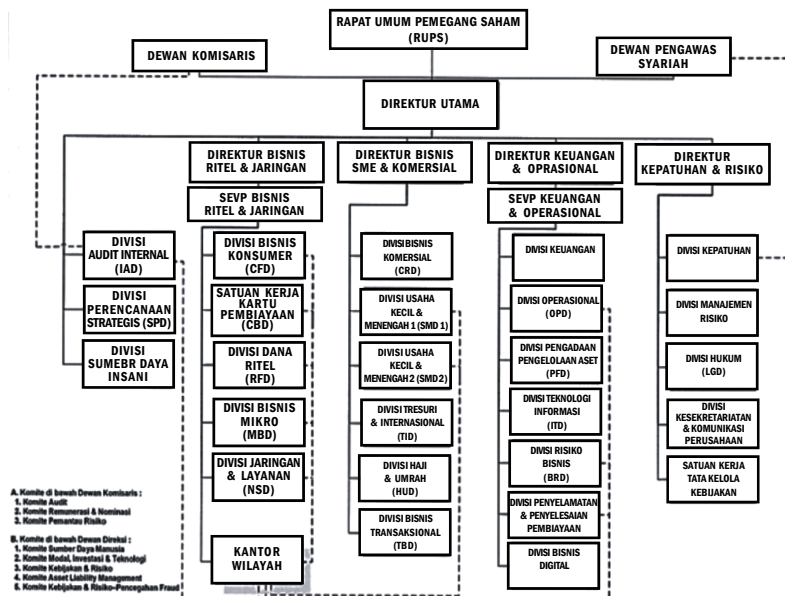 RAPAT UMUM PEMEGANG SAHAM
(RUPS)
DEWAN KOMISARIS
DEWAN PENGAWAS
SYARIAH
DIREKTUR UTAMA
DIREKTUR BISNIS
RITEL & JARINGAN
DIREKTUR BISNIS
SME & KOMERSIAL
DIREKTUR KEUANGAN
& OPRASIONAL
DIREKTUR
KEPATUHAN & RISIKO
SEVP BISNIS
RITEL & JARINGAN
SEVP KEUANGAN
& OPERASIONAL
DIVISI
AUDIT INTERNAL
(IAD)
DIVISI
PERENCANAAN
STRATEGIS (SPD)
DIVISI
SUMEBR DAYA
INSANI
DIVISI BISNIS
KONSUMER
(CFD)
SATUAN KERJA
KARTU
PEMBIAYAAN
(CBD)
DIVISI DANA
RITEL
(RFD)
DIVISI BISNIS
MIKRO
(MBD)
DIVISI JARINGAN
& LAYANAN
(NSD)
KANTOR
WILAYAH
DIVISI BISNIS
KOMERSIAL
(CRD)
DIVISI USAHA
KECIL &
MENENGAH 1 (SMD 1)
DIVISI USAHA
KECIL &
MENENGAH 2 (SMD 2)
DIVISI TRESURI
& INTERNASIONAL
(TID)
DIVISI HAJI
& UMRAH
(HUD)
DIVISI BISNIS
TRANSAKSIONAL
(TBD)
DIVISI KEUANGAN
DIVISI OPERASIONAL
(OPD)
DIVISI PENGADAAN
PENGELOLAAN ASET
(PFD)
DIVISI TEKNOLOGI
INFORMASI
(ITD)
DIVISI RISIKO
BISNIS
(BRD)
DIVISI PENYELAMATAN
& PENYELESAIAN
PEMBIAYAAN
DIVISI BISNIS
DIGITAL
DIVISI KEPATUHAN
DIVISI MANAJEMEN
RISIKO
DIVISI HUKUM
(LGD)
DIVISI
KESEKRETARIATAN
& KOMUNIKASI
PERUSAHAAN
SATUAN KERJA
TATA KELOLA
KEBIJAKAN
A. Komite di bawah Dewan Komisaris :
1. Komite Audit
2. Komite Remunerasi & Nominasi
3. Komite Pemantau Risiko
B. Komite di bawah Dewan Direksi :
1. Komite Sumber Daya Manusia
2. Komite Modal, Investasi & Teknologi
3. Komite Kebijakan & Risiko
4. Komite Asset Liability Management
5. Komite Kebijakan & Risiko-Pencegahan Fraud